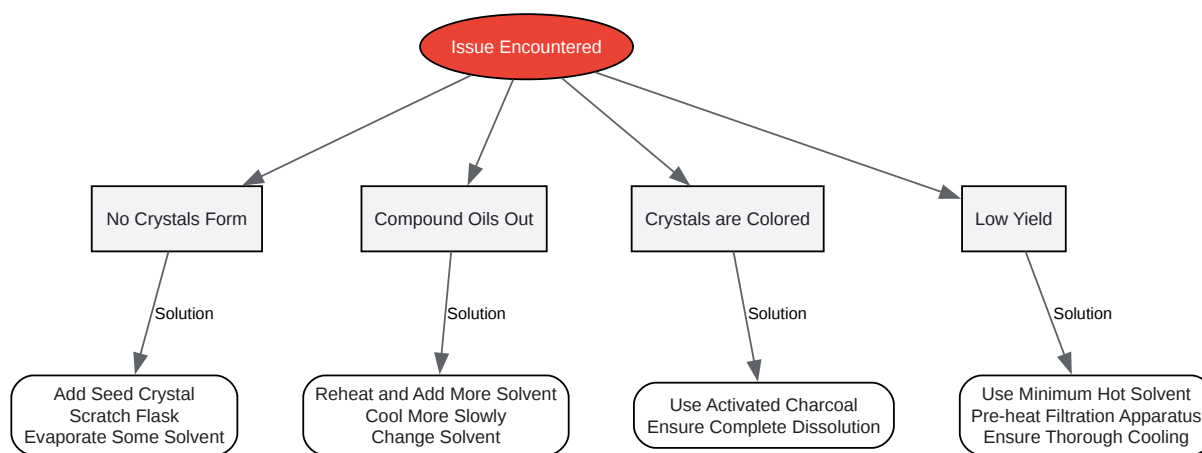 Issue Encountered
No Crystals Form
Compound Oils Out
Crystals are Colored
Low Yield
Solution
Solution
Solution
Solution
Add Seed Crystal
Scratch Flask
Evaporate Some Solvent
Reheat and Add More Solvent
Cool More Slowly
Change Solvent
Use Activated Charcoal
Ensure Complete Dissolution
Use Minimum Hot Solvent
Pre-heat Filtration Apparatus
Ensure Thorough Cooling